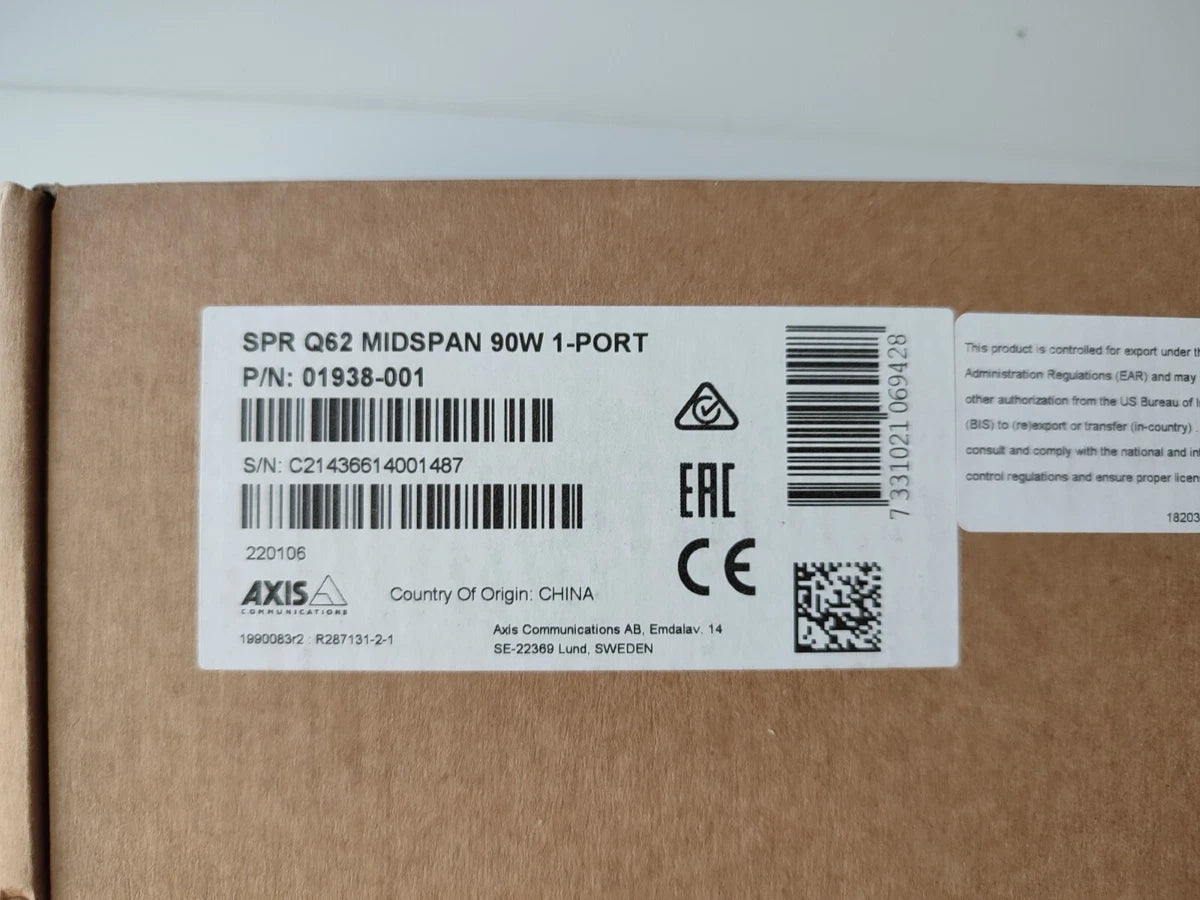 SPR Q62 MIDSPAN 90W 1-PORT
P/N: 01938-001
S/N: C21436614001487
220106
AXIS
COMMUNICATIONS
Country Of Origin: CHINA
1990083r2 : R287131-2-1
Axis Communications AB, Emdalav. 14
SE-22369 Lund, SWEDEN
EAC
CE
7331021069428
This product is controlled for export under
Administration Regulations (EAR) and may
other authorization from the US Bureau of
(BIS) to (re)export or transfer (in-country) .
consult and comply with the national and
control regulations and ensure proper
18203